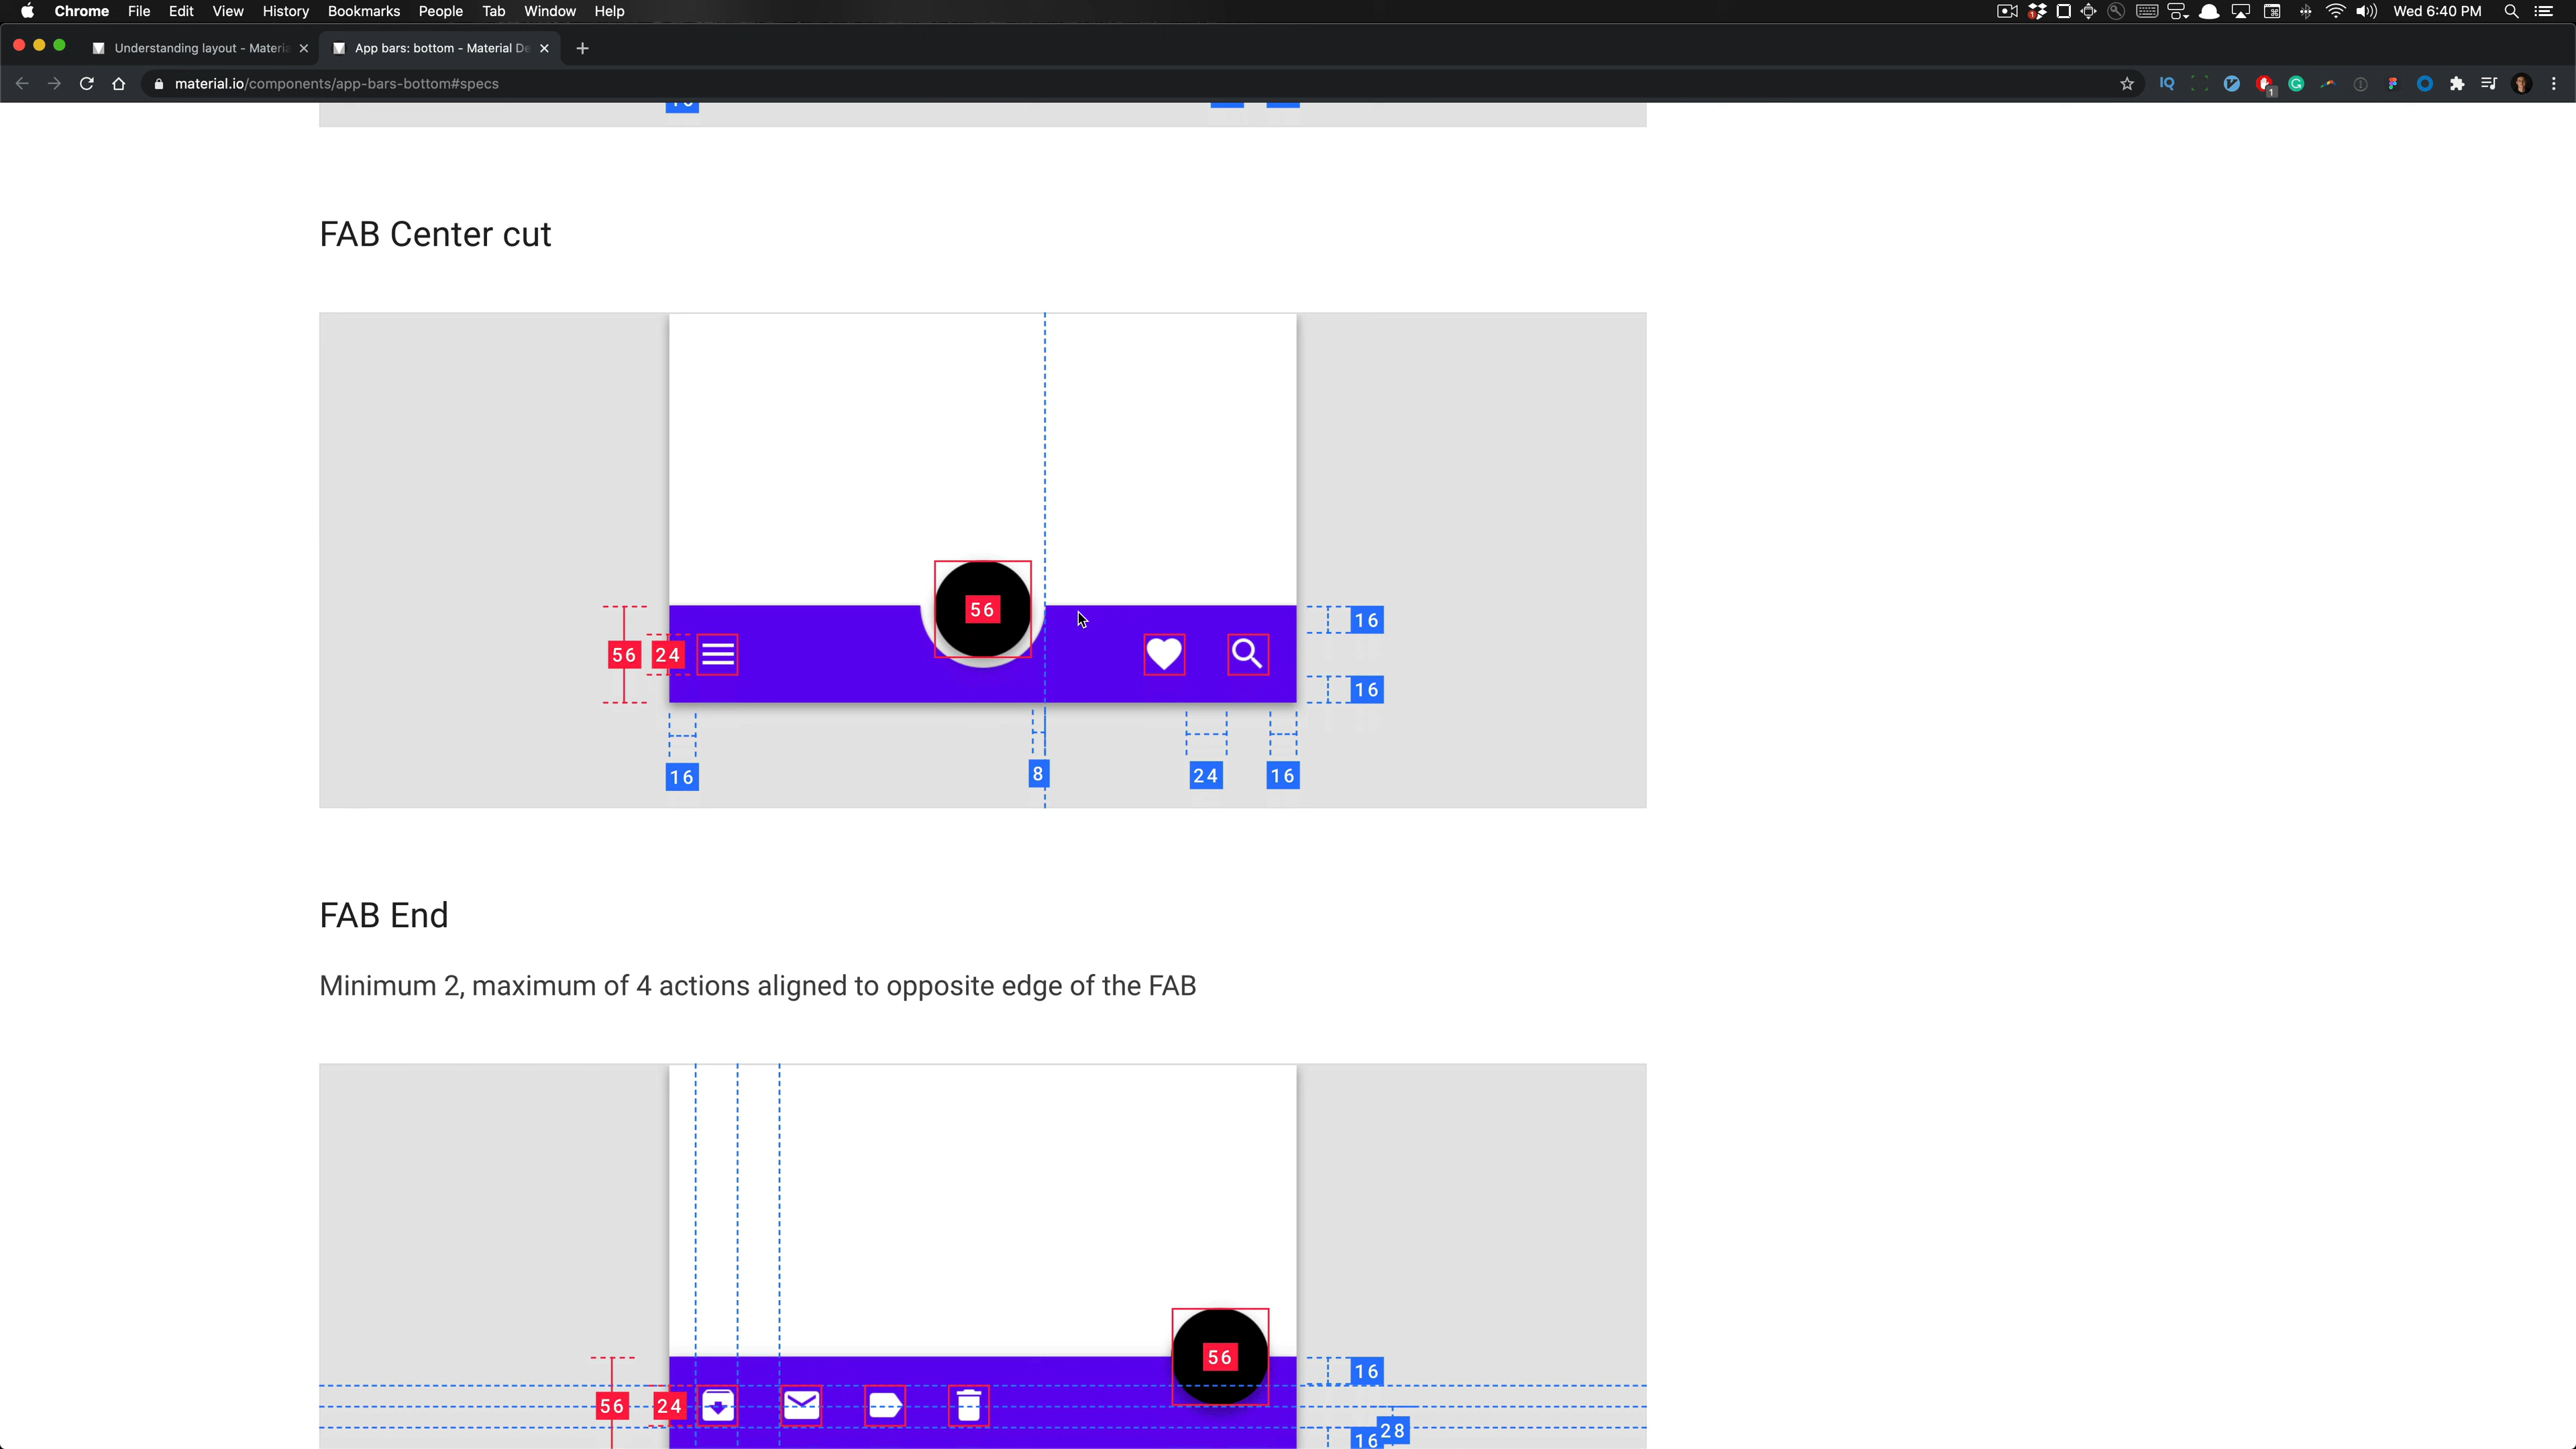 Chrome File Edit View History Bookmarks People Tab Window Help Wed 6:40 PM
Understanding layout - Materia App bars: bottom - Material De
material.io/components/app-bars-bottom#specs
FAB Center cut
56
16
56 24
16
16 8 24 16
FAB End
Minimum 2, maximum of 4 actions aligned to opposite edge of the FAB
56
16
56 24
28
16